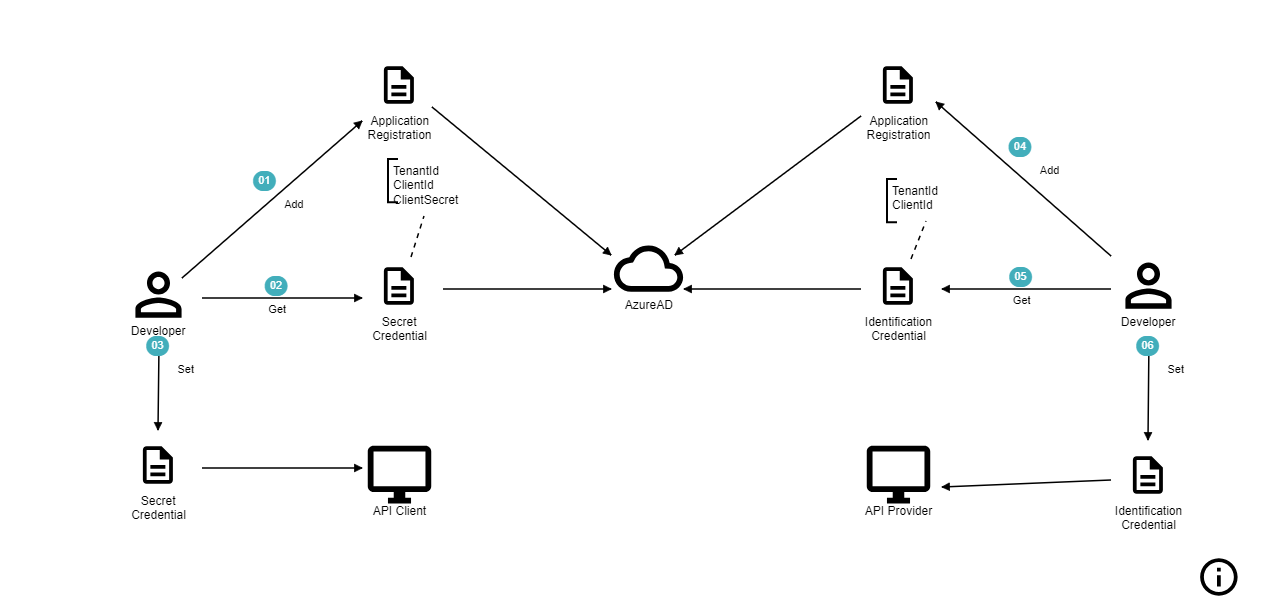 Application
Registration
Application
Registration
04
01
Add
Add
TenantId
ClientId
ClientSecret
TenantId
ClientId
02
Get
05
Get
AzureAD
Developer
Secret
Credential
Identification
Credential
Developer
03
Set
06
Set
Secret
Credential
API Client
API Provider
Identification
Credential